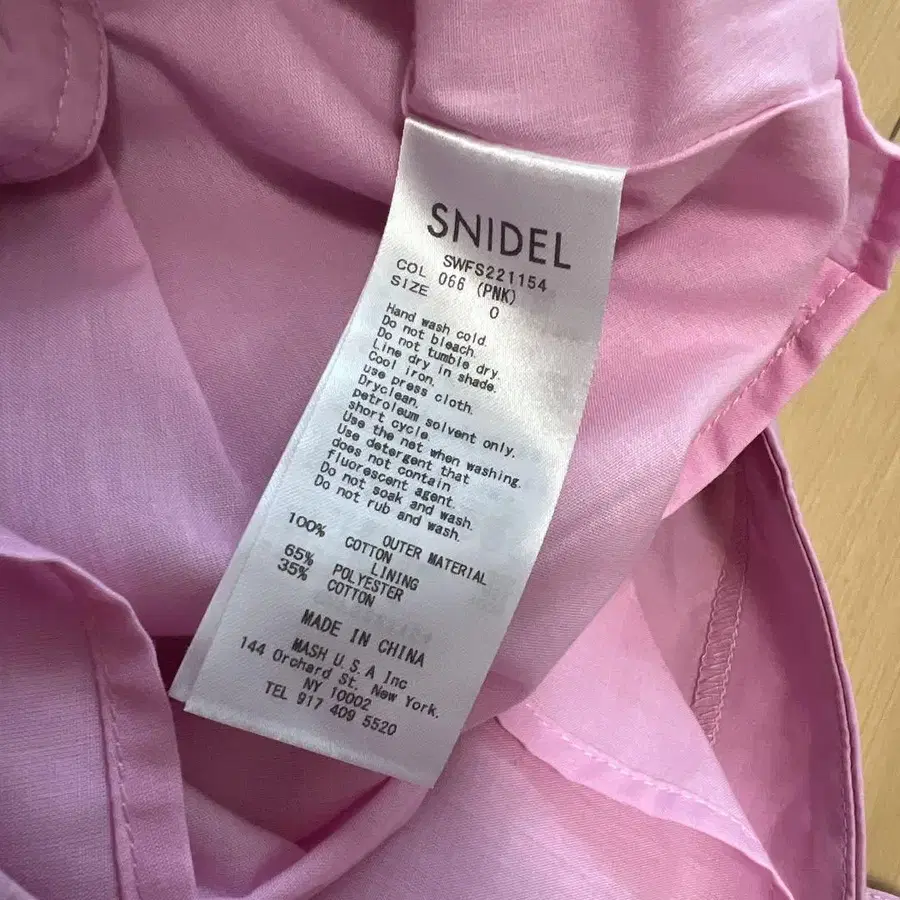 SNIDEL
SWFS221154
COL 066 (PNK)
SIZE 0
Hand wash cold.
Do not bleach.
Do not tumble dry.
Line dry in shade.
Cool iron.
use press cloth.
Dryclean.
petroleum solvent only.
short cycle.
Use the net when washing.
Use detergent that
does not contain
fluorescent agent.
Do not soak and wash.
Do not rub and wash.
OUTER MATERIAL
100% COTTON
LINING
65% POLYESTER
35% COTTON
MADE IN CHINA
MASH U.S.A Inc
144 Orchard St. New York,
NY 10002
TEL 917 409 5520